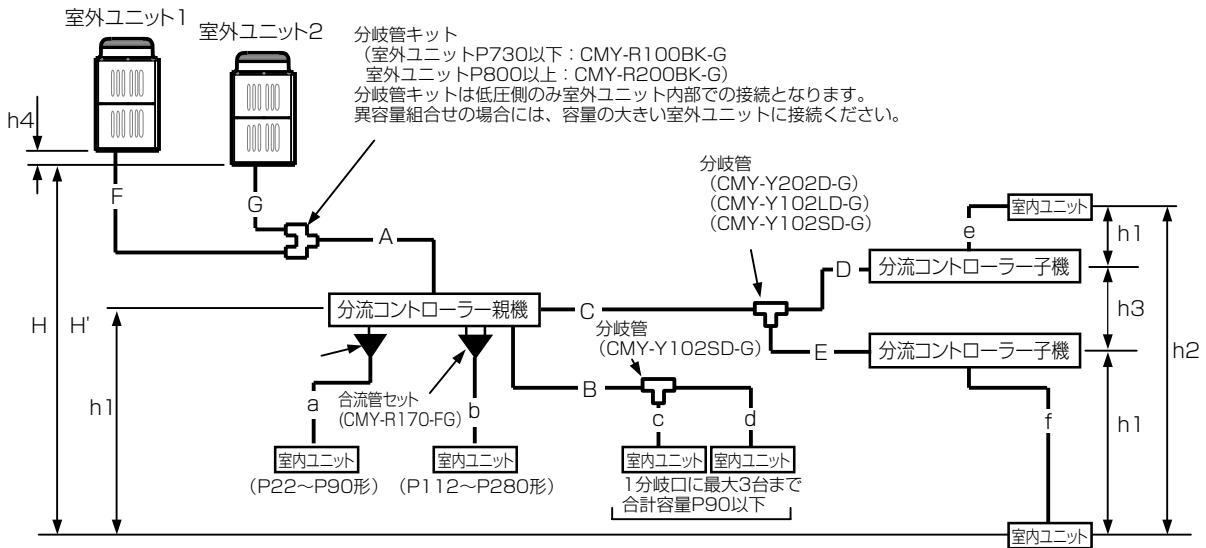 室外ユニット1
室外ユニット2
分岐管キット
(室外ユニットP730以下:CMY-R100BK-G
室外ユニットP800以上:CMY-R200BK-G)
分岐管キットは低圧側のみ室外ユニット内部での接続となります。
異容量組合せの場合には、容量の大きい室外ユニットに接続ください。
h4
F
G
A
分岐管
(CMY-Y202D-G)
(CMY-Y102LD-G)
(CMY-Y102SD-G)
室内ユニット
e
h1
D
分流コントローラー子機
H
H'
分流コントローラー親機
C
h3
h2
分岐管
(CMY-Y102SD-G)
E
分流コントローラー子機
B
h1
a
合流管セット
(CMY-R170-FG)
b
c
d
f
h1
室内ユニット
室内ユニット
室内ユニット
室内ユニット
(P22〜P90形)
(P112〜P280形)
1分岐口に最大3台まで
合計容量P90以下
室内ユニット